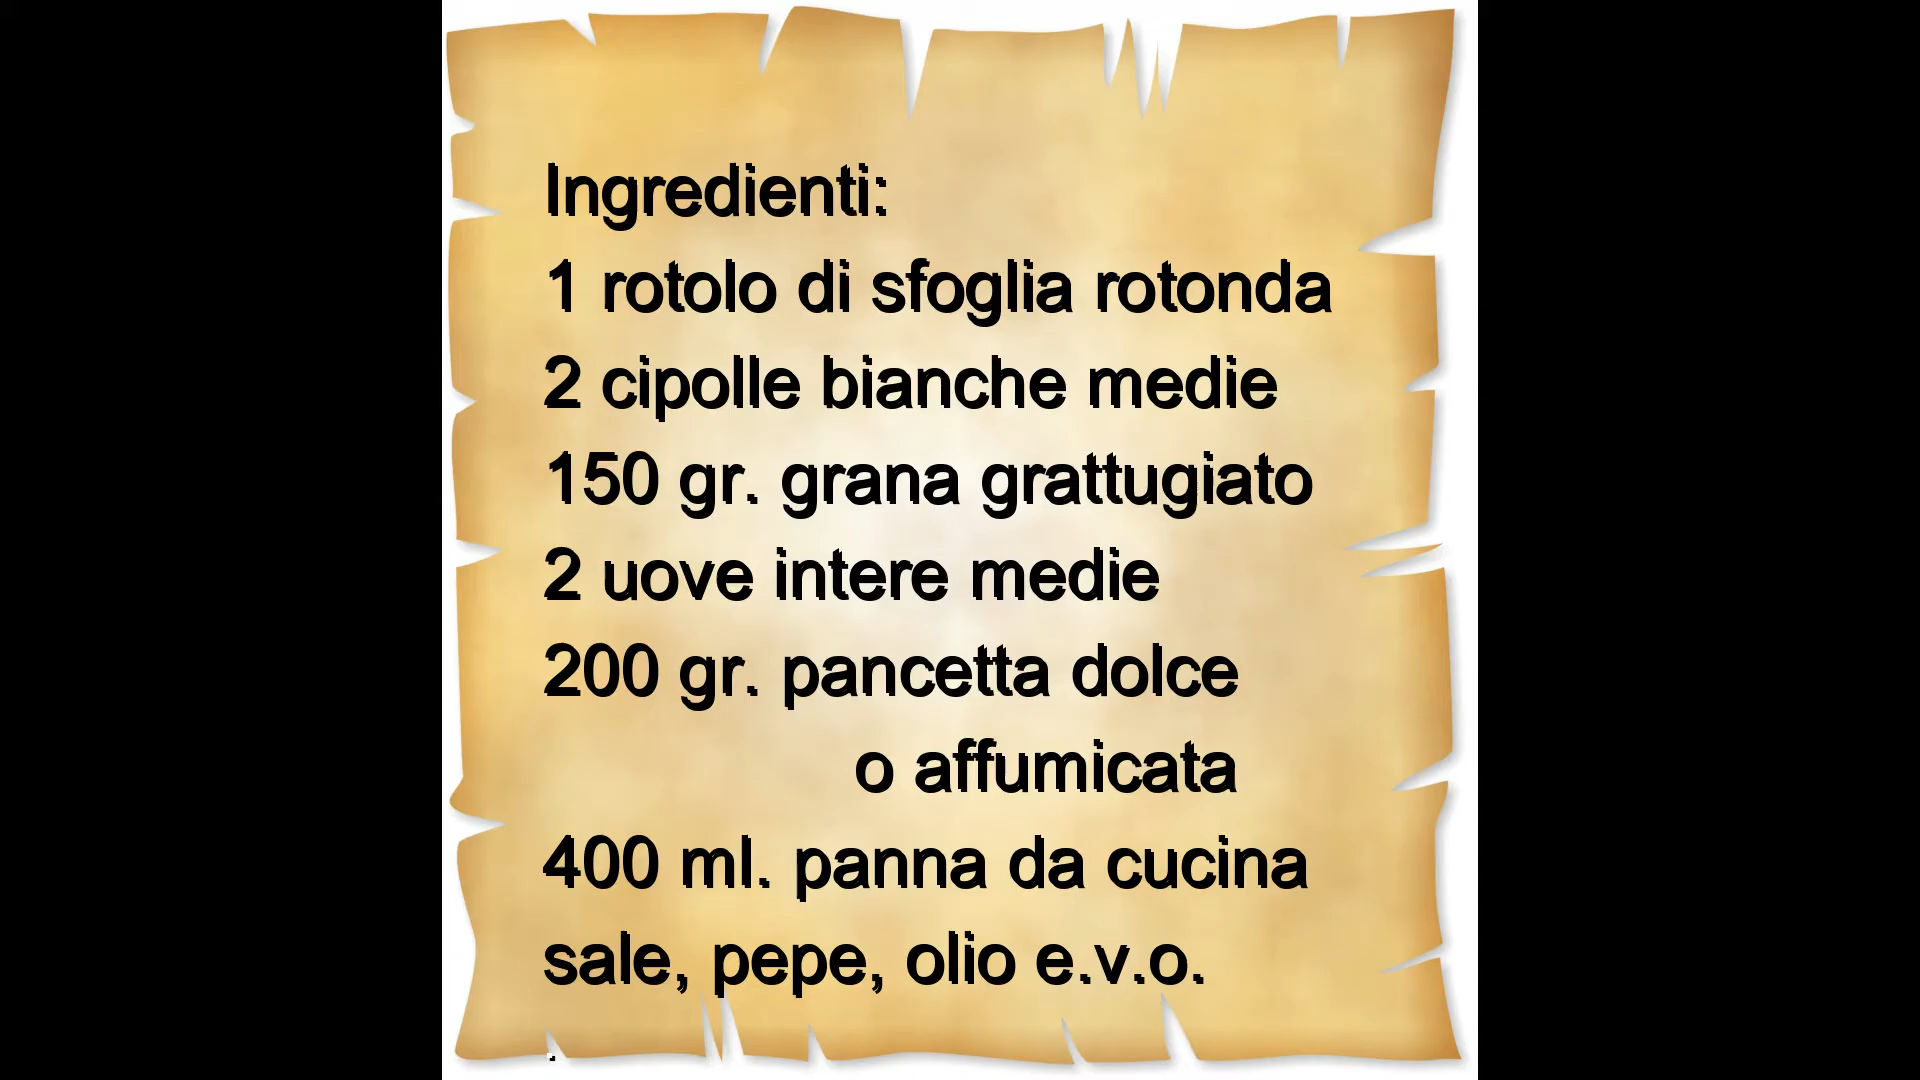 Ingredienti:
1 rotolo di sfoglia rotonda
2 cipolle bianche medie
150 gr. grana grattugiato
2 uove intere medie
200 gr. pancetta dolce
o affumicata
400 ml. panna da cucina
sale, pepe, olio e.v.o.
.